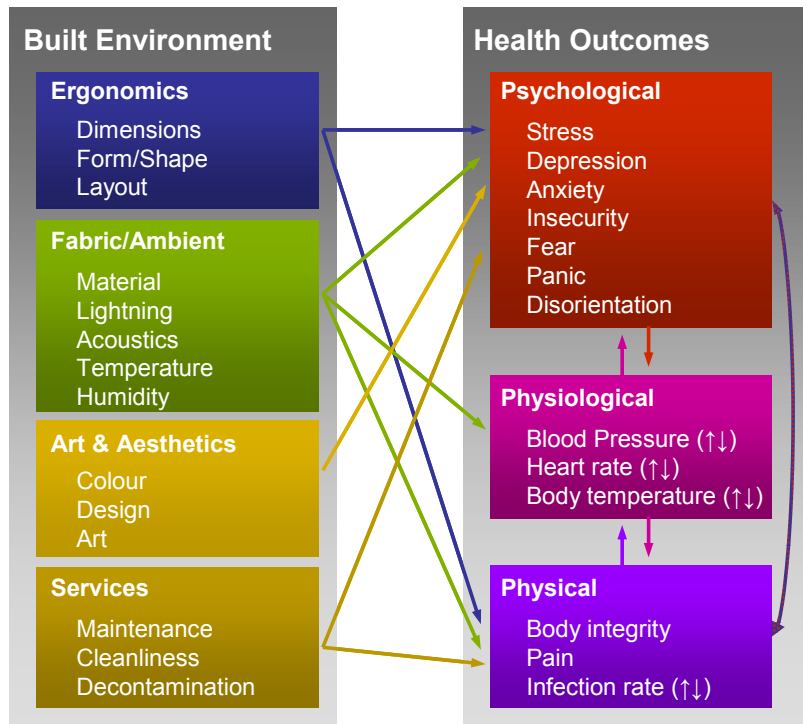 Built Environment
Ergonomics
Dimensions
Form/Shape
Layout
Fabric/Ambient
Material
Lightning
Acoustics
Temperature
Humidity
Art & Aesthetics
Colour
Design
Art
Services
Maintenance
Cleanliness
Decontamination
Health Outcomes
Psychological
Stress
Depression
Anxiety
Insecurity
Fear
Panic
Disorientation
Physiological
Blood Pressure (↑↓)
Heart rate (↑↓)
Body temperature (↑↓)
Physical
Body integrity
Pain
Infection rate (↑↓)